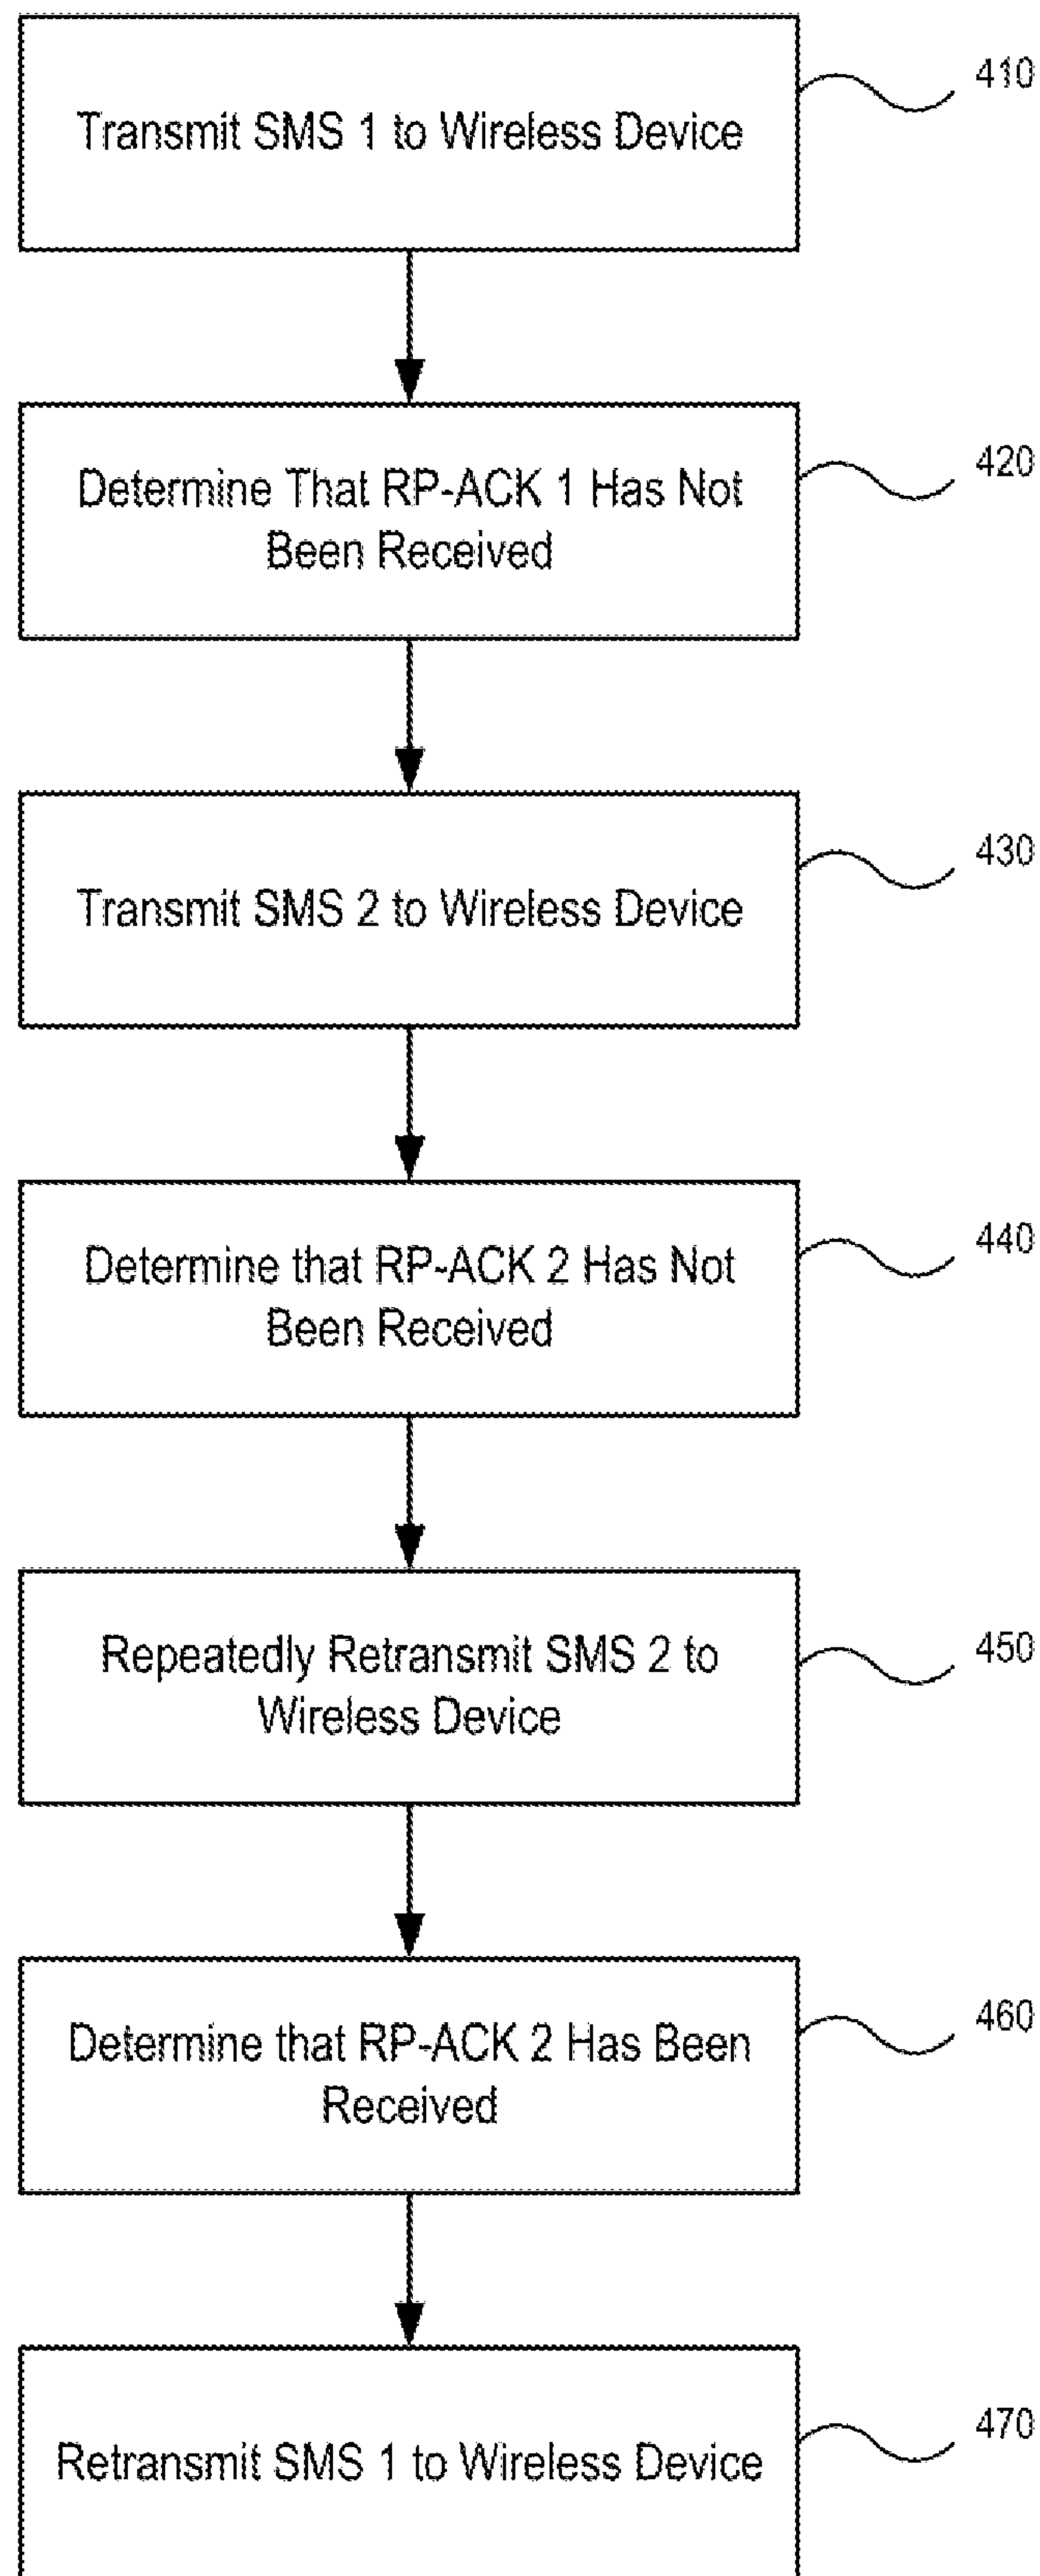 Transmit SMS 1 to Wireless Device
410
Determine That RP-ACK 1 Has Not
Been Received
420
Transmit SMS 2 to Wireless Device
430
Determine that RP-ACK 2 Has Not
Been Received
440
Repeatedly Retransmit SMS 2 to
Wireless Device
450
Determine that RP-ACK 2 Has Been
Received
460
Retransmit SMS 1 to Wireless Device
470